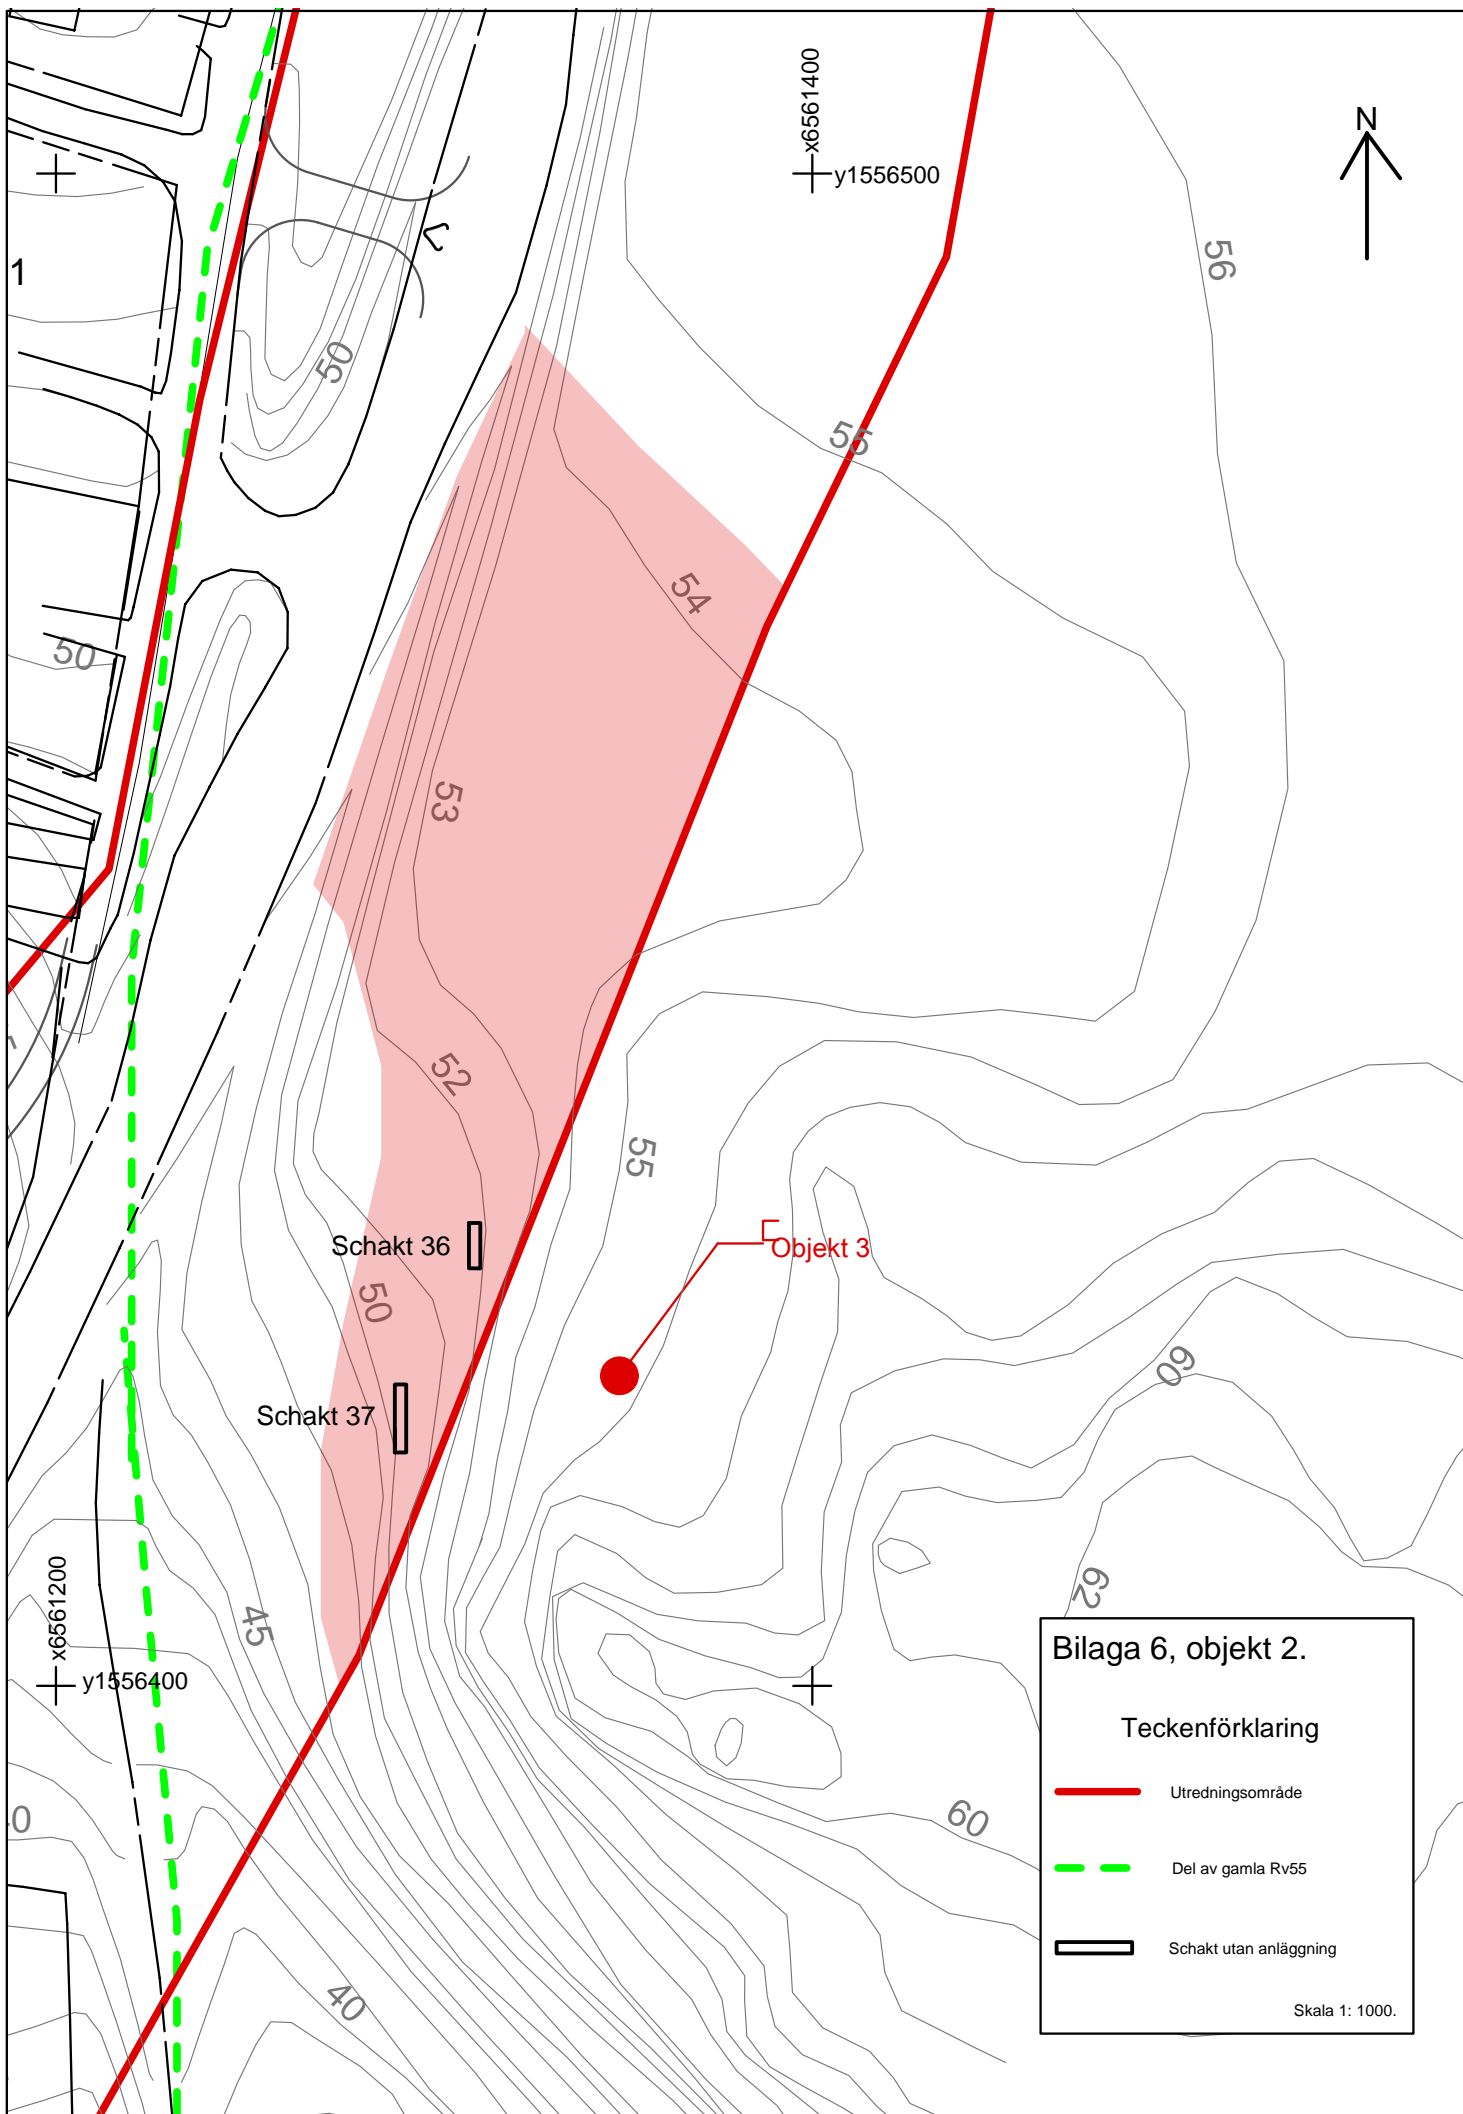 x6561400
N
y1556500
1
56
50
55
54
50
53
52
55
Schakt 36
Objekt 3
50
60
Schakt 37
62
x6561200
45
y1556400
Bilaga 6, objekt 2.
Teckenförklaring
Utredningsområde
60
Del av gamla Rv55
Schakt utan anläggning
40
Skala 1: 1000.